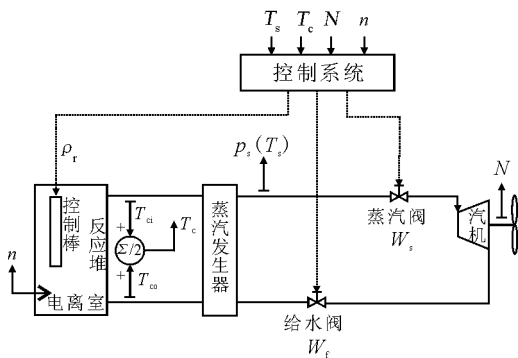 Ts Tc N n
控制系统
ρr
ps(Ts)
N
控制棒
反应堆
Tci
+
Σ/2
Tc
+
Tco
蒸汽发生器
蒸汽阀
Ws
汽机
n
电离室
给水阀
Wf